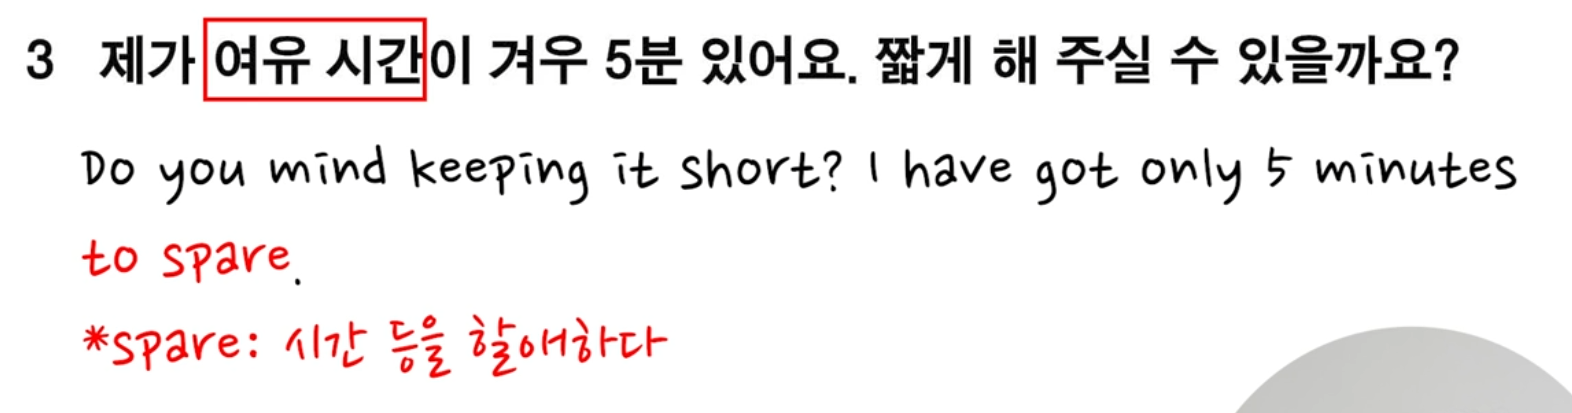 3 제가 여유 시간이 겨우 5분 있어요. 짧게 해 주실 수 있을까요?
Do you mind keeping it short? I have got only 5 minutes
to spare.
*spare: 시간 등을 할애하다